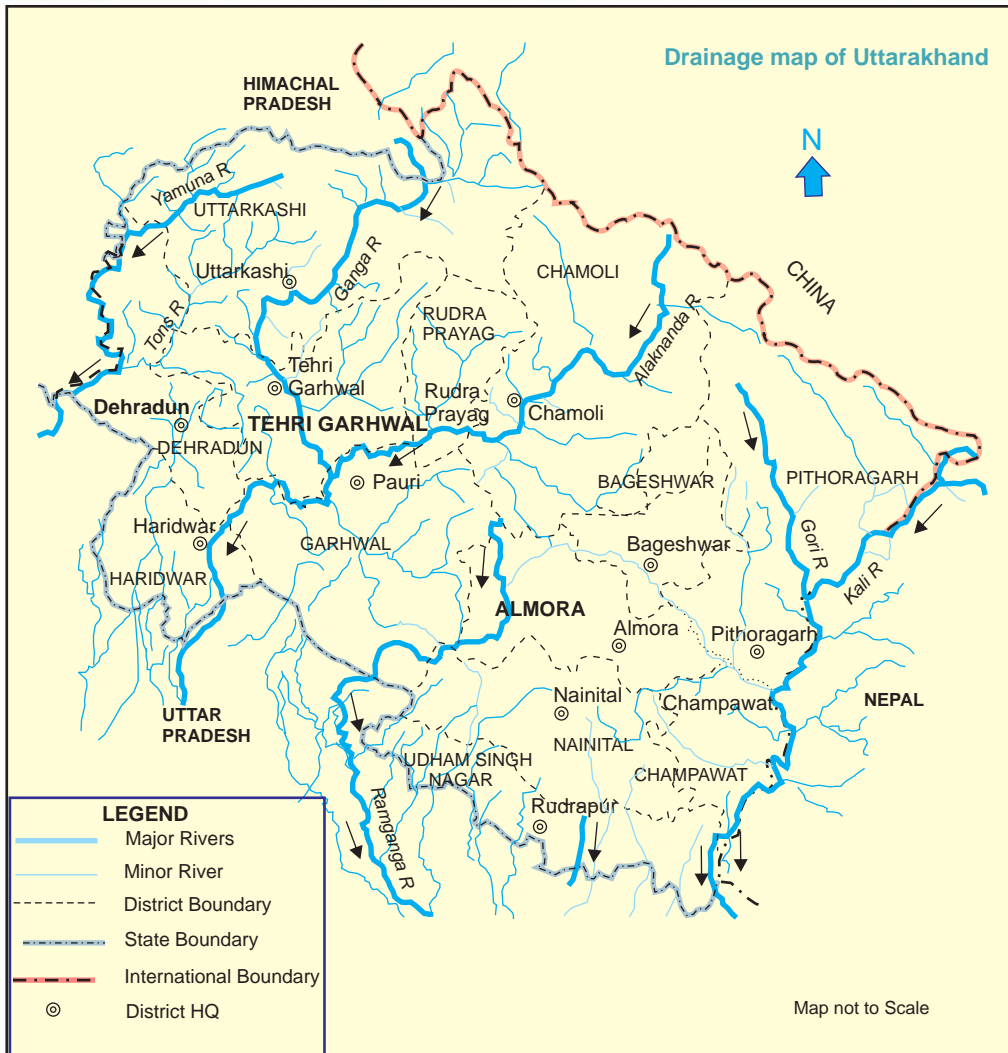 Drainage map of Uttarakhand
HIMACHAL
PRADESH
N
Yamuna R
UTTARKASHI
Uttarkashi
Ganga R
CHAMOLI
CHINA
Tons R
RUDRA
PRAYAG
Alaknanda R
Tehri
Garhwal
Rudra
Prayag
Chamoli
Dehradun
TEHRI GARHWAL
DEHRADUN
Pauri
BAGESHWAR
PITHORAGARH
Haridwar
GARHWAL
Bageshwar
Gori R
Kali R
HARIDWAR
ALMORA
Almora
Pithoragarh
Nainital
Champawat
NEPAL
UTTAR
PRADESH
NAINITAL
UDHAM SINGH
NAGAR
CHAMPAWAT
Ramganga R
Rudrapur
LEGEND
Major Rivers
Minor River
District Boundary
State Boundary
International Boundary
District HQ
Map not to Scale